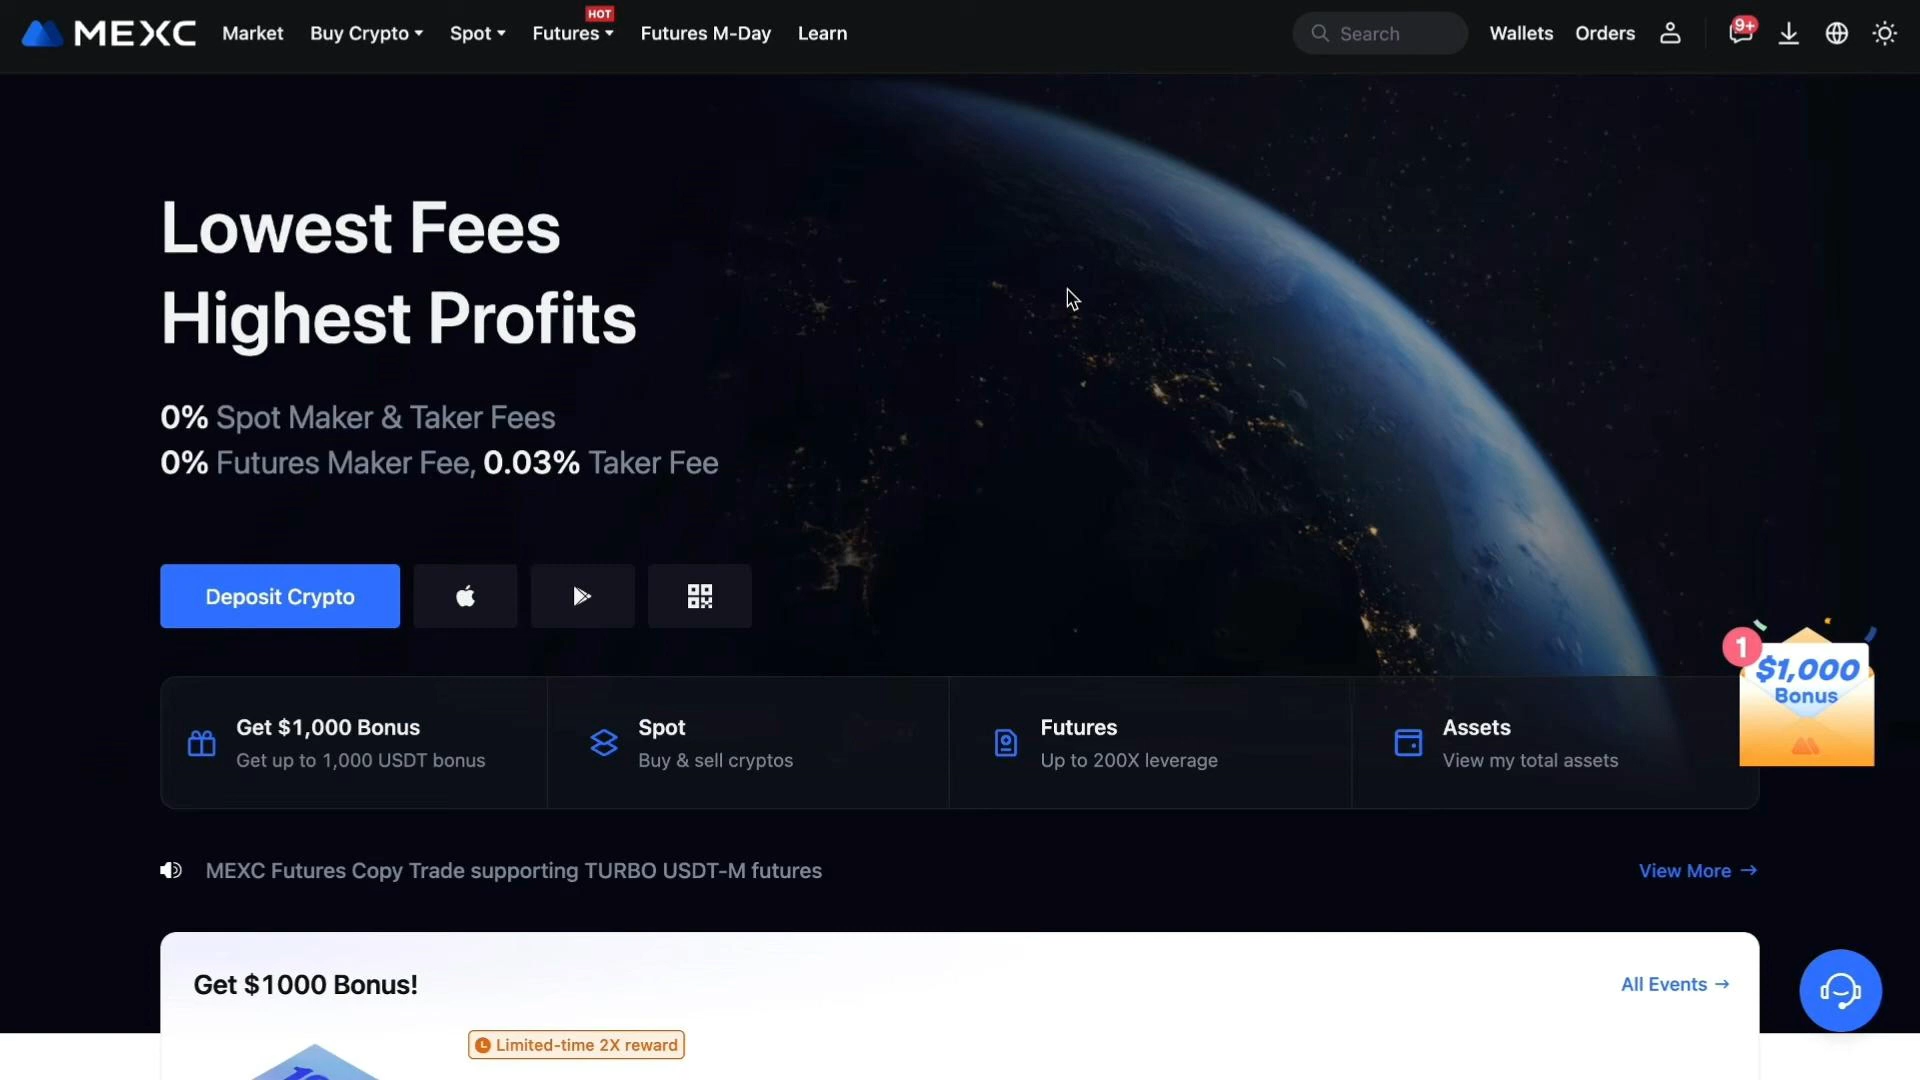 MEXC Market Buy Crypto Spot Futures HOT Futures M-Day Learn Search Wallets Orders 9+
Lowest Fees
Highest Profits
0% Spot Maker & Taker Fees
0% Futures Maker Fee, 0.03% Taker Fee
Deposit Crypto
1
$1,000
Bonus
Get $1,000 Bonus
Get up to 1,000 USDT bonus
Spot
Buy & sell cryptos
Futures
Up to 200X leverage
Assets
View my total assets
MEXC Futures Copy Trade supporting TURBO USDT-M futures
View More →
Get $1000 Bonus!
All Events →
Limited-time 2X reward